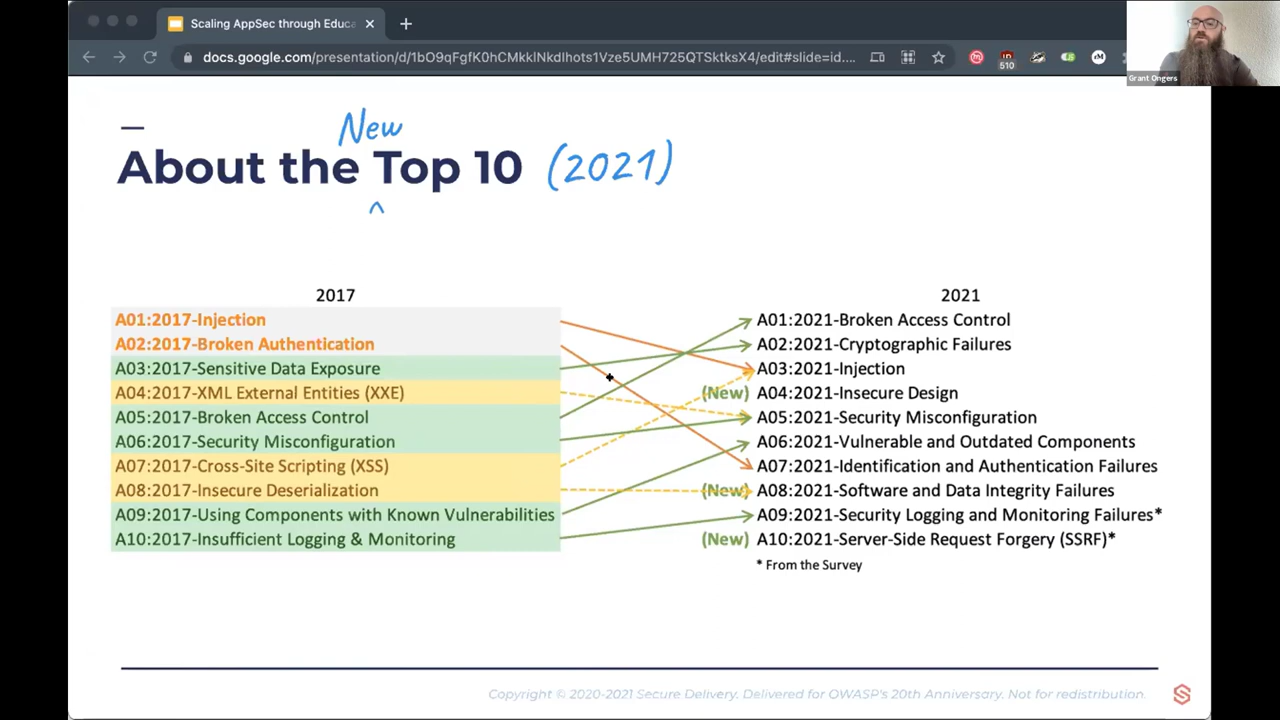 Scaling AppSec through Educa
docs.google.com/presentation/d/1bO9qFgfK0hCMkklNkdIhots1Vze5UMH725QTSktksX4/edit#slide=id....
510
Grant Ongers
New
About the ^ Top 10 (2021)
2017
2021
A01:2017-Injection
A02:2017-Broken Authentication
A03:2017-Sensitive Data Exposure
A04:2017-XML External Entities (XXE)
A05:2017-Broken Access Control
A06:2017-Security Misconfiguration
A07:2017-Cross-Site Scripting (XSS)
A08:2017-Insecure Deserialization
A09:2017-Using Components with Known Vulnerabilities
A10:2017-Insufficient Logging & Monitoring
A01:2021-Broken Access Control
A02:2021-Cryptographic Failures
A03:2021-Injection
(New) A04:2021-Insecure Design
A05:2021-Security Misconfiguration
A06:2021-Vulnerable and Outdated Components
A07:2021-Identification and Authentication Failures
(New) A08:2021-Software and Data Integrity Failures
A09:2021-Security Logging and Monitoring Failures*
(New) A10:2021-Server-Side Request Forgery (SSRF)*
* From the Survey
Copyright © 2020-2021 Secure Delivery. Delivered for OWASP's 20th Anniversary. Not for redistribution.